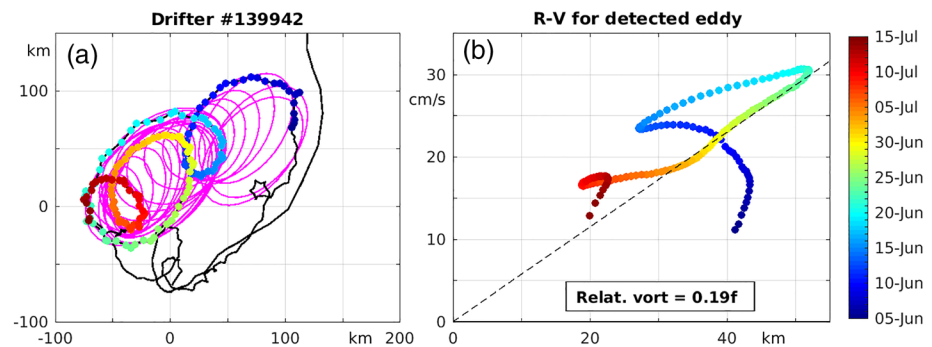 Drifter #139942
km
(a)
100
0
-100
-100 0 100 km 200
R-V for detected eddy
(b)
30
cm/s
20
10
0
0 20 40 km
Relat. vort = 0.19f
15-Jul
10-Jul
05-Jul
30-Jun
25-Jun
20-Jun
15-Jun
10-Jun
05-Jun